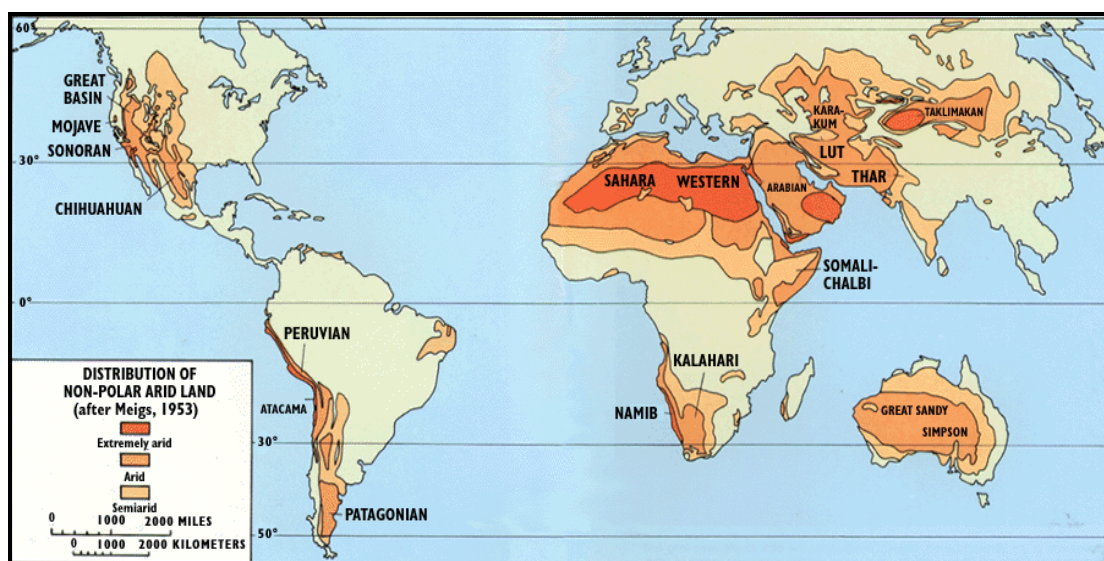 60°
GREAT
BASIN
MOJAVE
SONORAN
30°
CHIHUAHUAN
0°
PERUVIAN
ATACAMA
30°
PATAGONIAN
50°
KARA-
KUM
TAKLIMAKAN
LUT
THAR
SAHARA
WESTERN
ARABIAN
SOMALI-
CHALBI
KALAHARI
NAMIB
GREAT SANDY
SIMPSON
DISTRIBUTION OF
NON-POLAR ARID LAND
(after Meigs, 1953)
Extremely arid
Arid
Semiarid
0 1000 2000 MILES
0 1000 2000 KILOMETERS